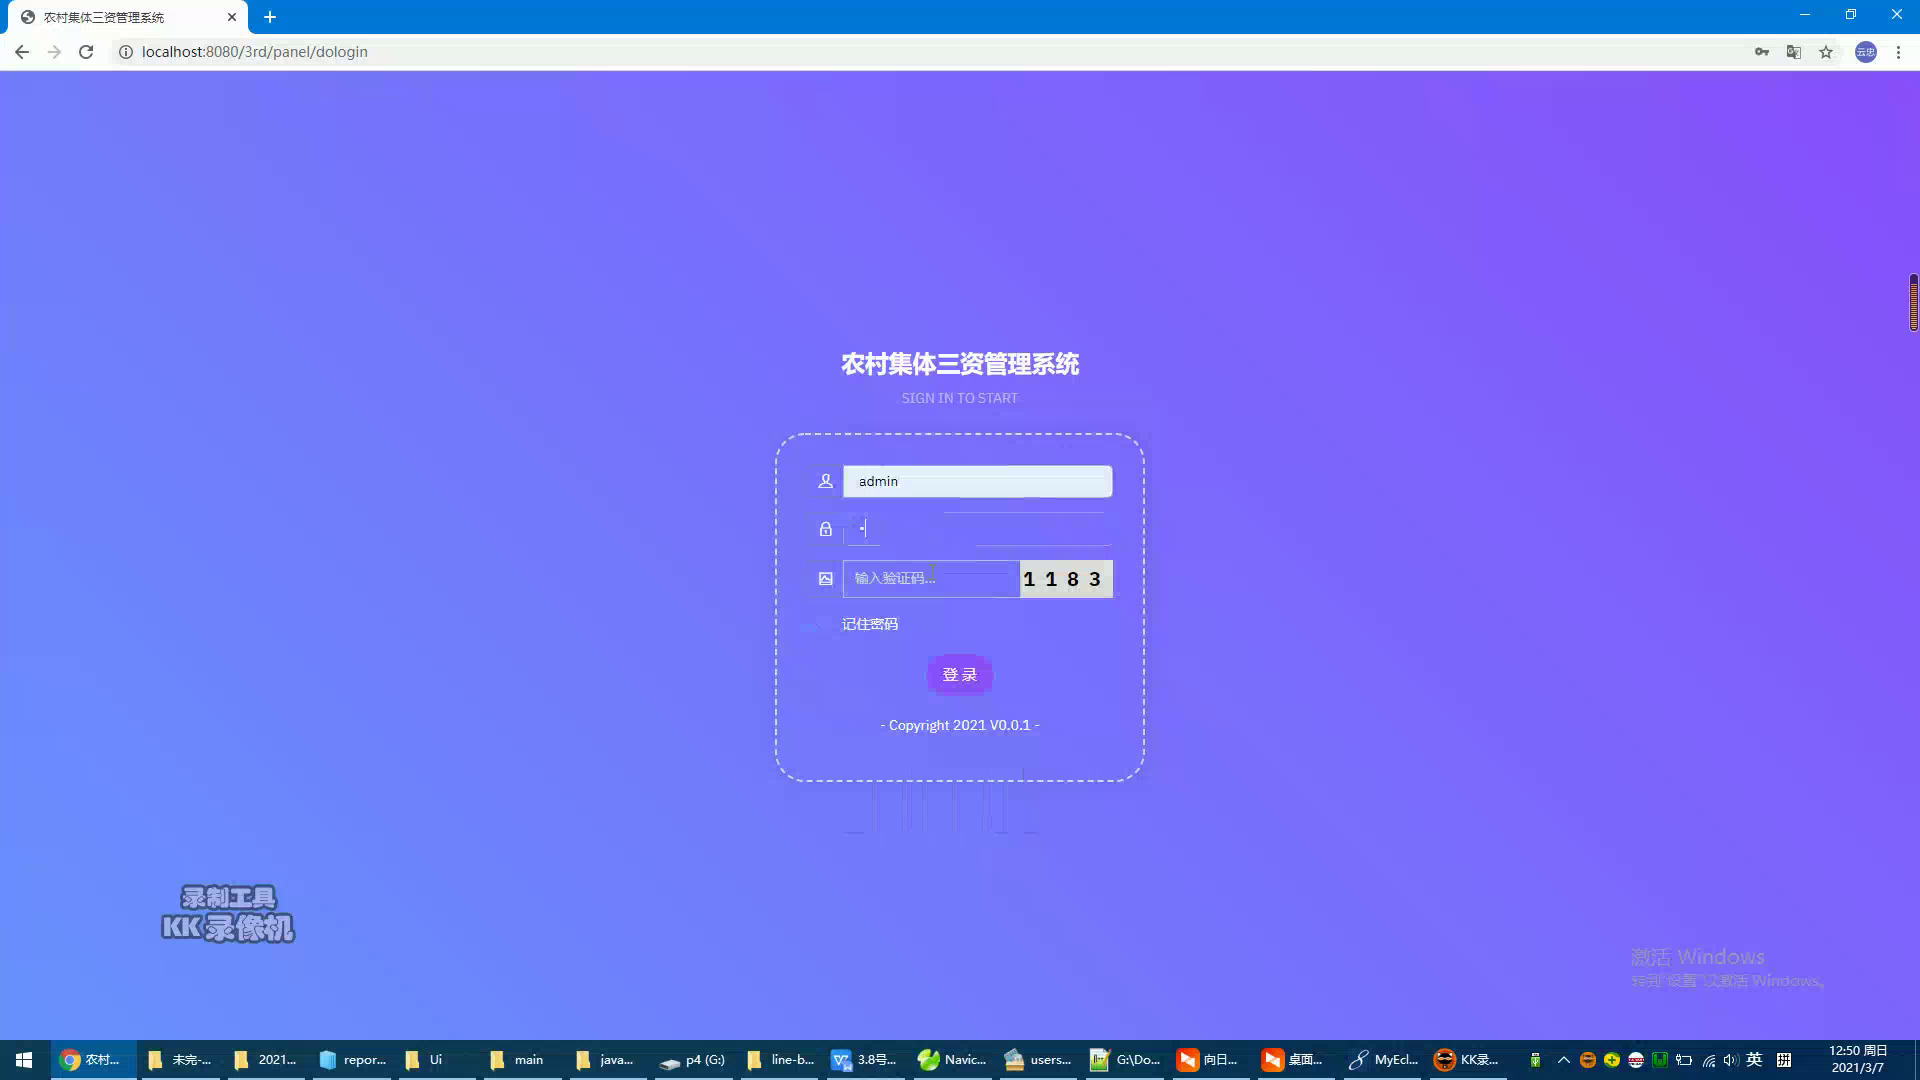 农村集体三资管理系统
localhost:8080/3rd/panel/dologin
云忠
农村集体三资管理系统
SIGN IN TO START
admin
输入验证码...
1 1 8 3
记住密码
登 录
- Copyright 2021 V0.0.1 -
录制工具
KK 录像机
激活 Windows
转到"设置"以激活 Windows。
农村...
未完-...
2021...
repor...
Ui
main
java...
p4 (G:)
line-b...
3.8号...
Navic...
users...
G:\Do...
向日...
桌面...
MyEcl...
KK录...
英
拼
12:50 周日
2021/3/7